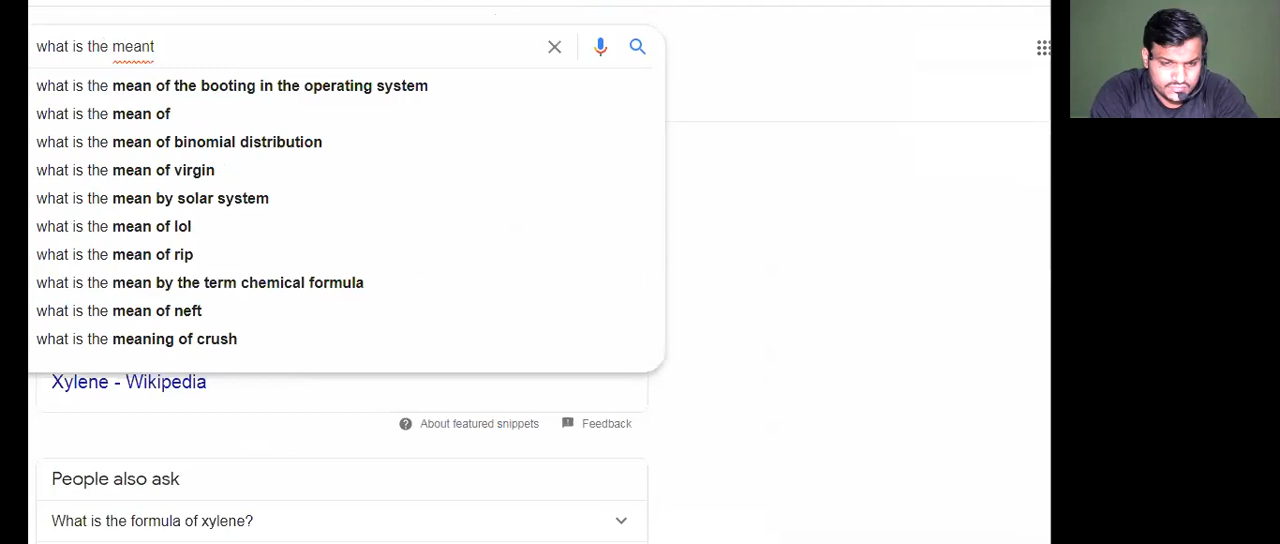 what is the meant
what is the mean of the booting in the operating system
what is the mean of
what is the mean of binomial distribution
what is the mean of virgin
what is the mean by solar system
what is the mean of lol
what is the mean of rip
what is the mean by the term chemical formula
what is the mean of neft
what is the meaning of crush
Xylene - Wikipedia
About featured snippets Feedback
People also ask
What is the formula of xylene?